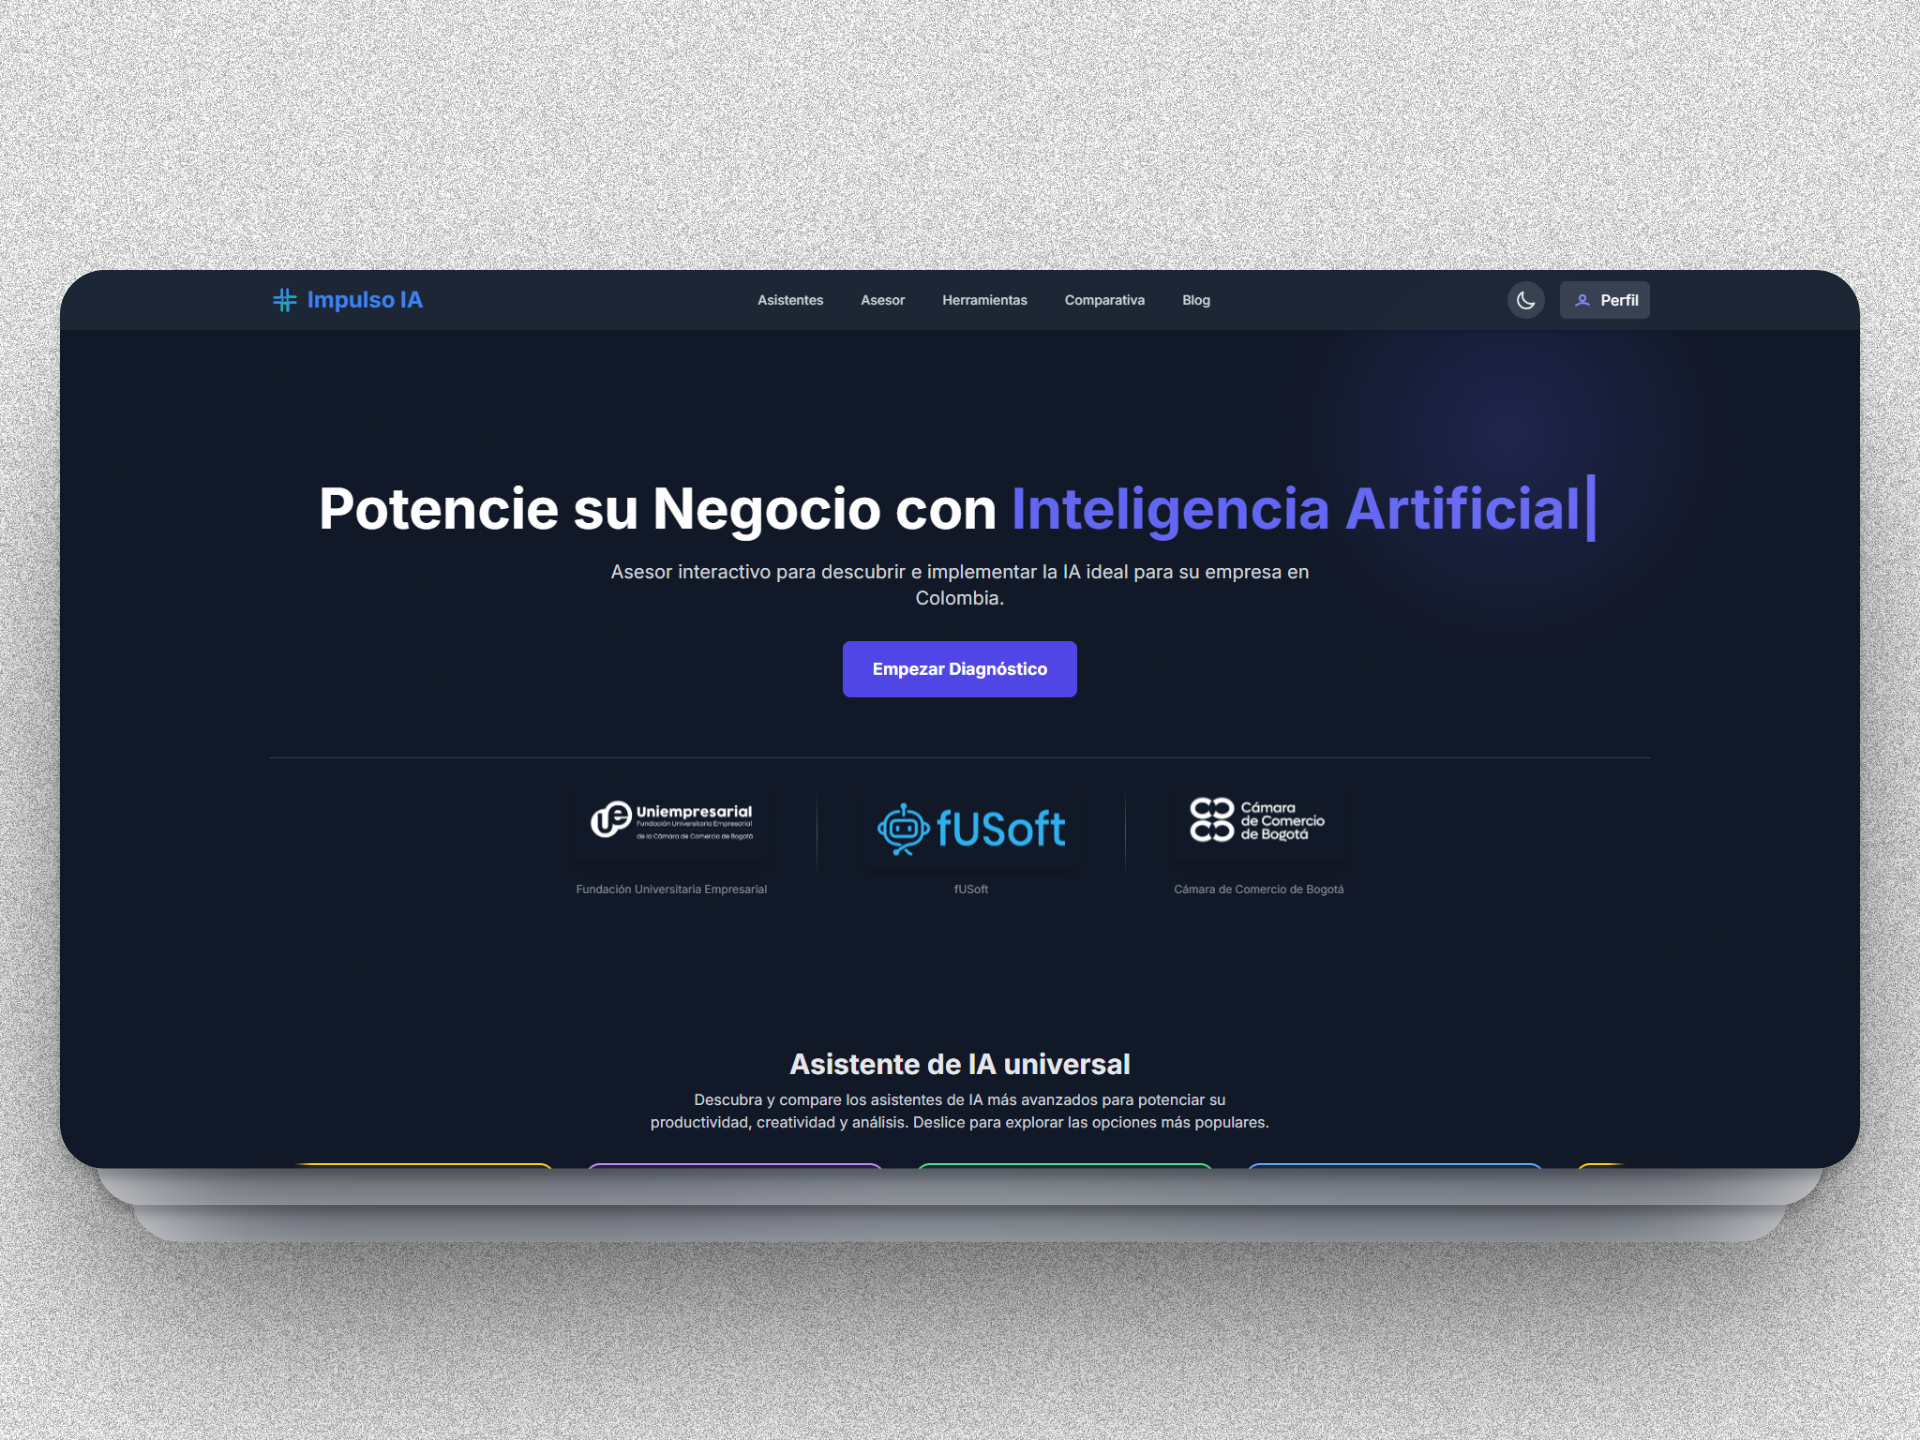 Impulso IA
Asistentes
Asesor
Herramientas
Comparativa
Blog
Perfil
Potencie su Negocio con Inteligencia Artificial|
Asesor interactivo para descubrir e implementar la IA ideal para su empresa en
Colombia.
Empezar Diagnóstico
Uniempresarial
Fundación Universitaria Empresarial
de la Cámara de Comercio de Bogotá
fUSoft
Cámara
de Comercio
de Bogotá
Fundación Universitaria Empresarial
fUSoft
Cámara de Comercio de Bogotá
Asistente de IA universal
Descubra y compare los asistentes de IA más avanzados para potenciar su
productividad, creatividad y análisis. Deslice para explorar las opciones más populares.